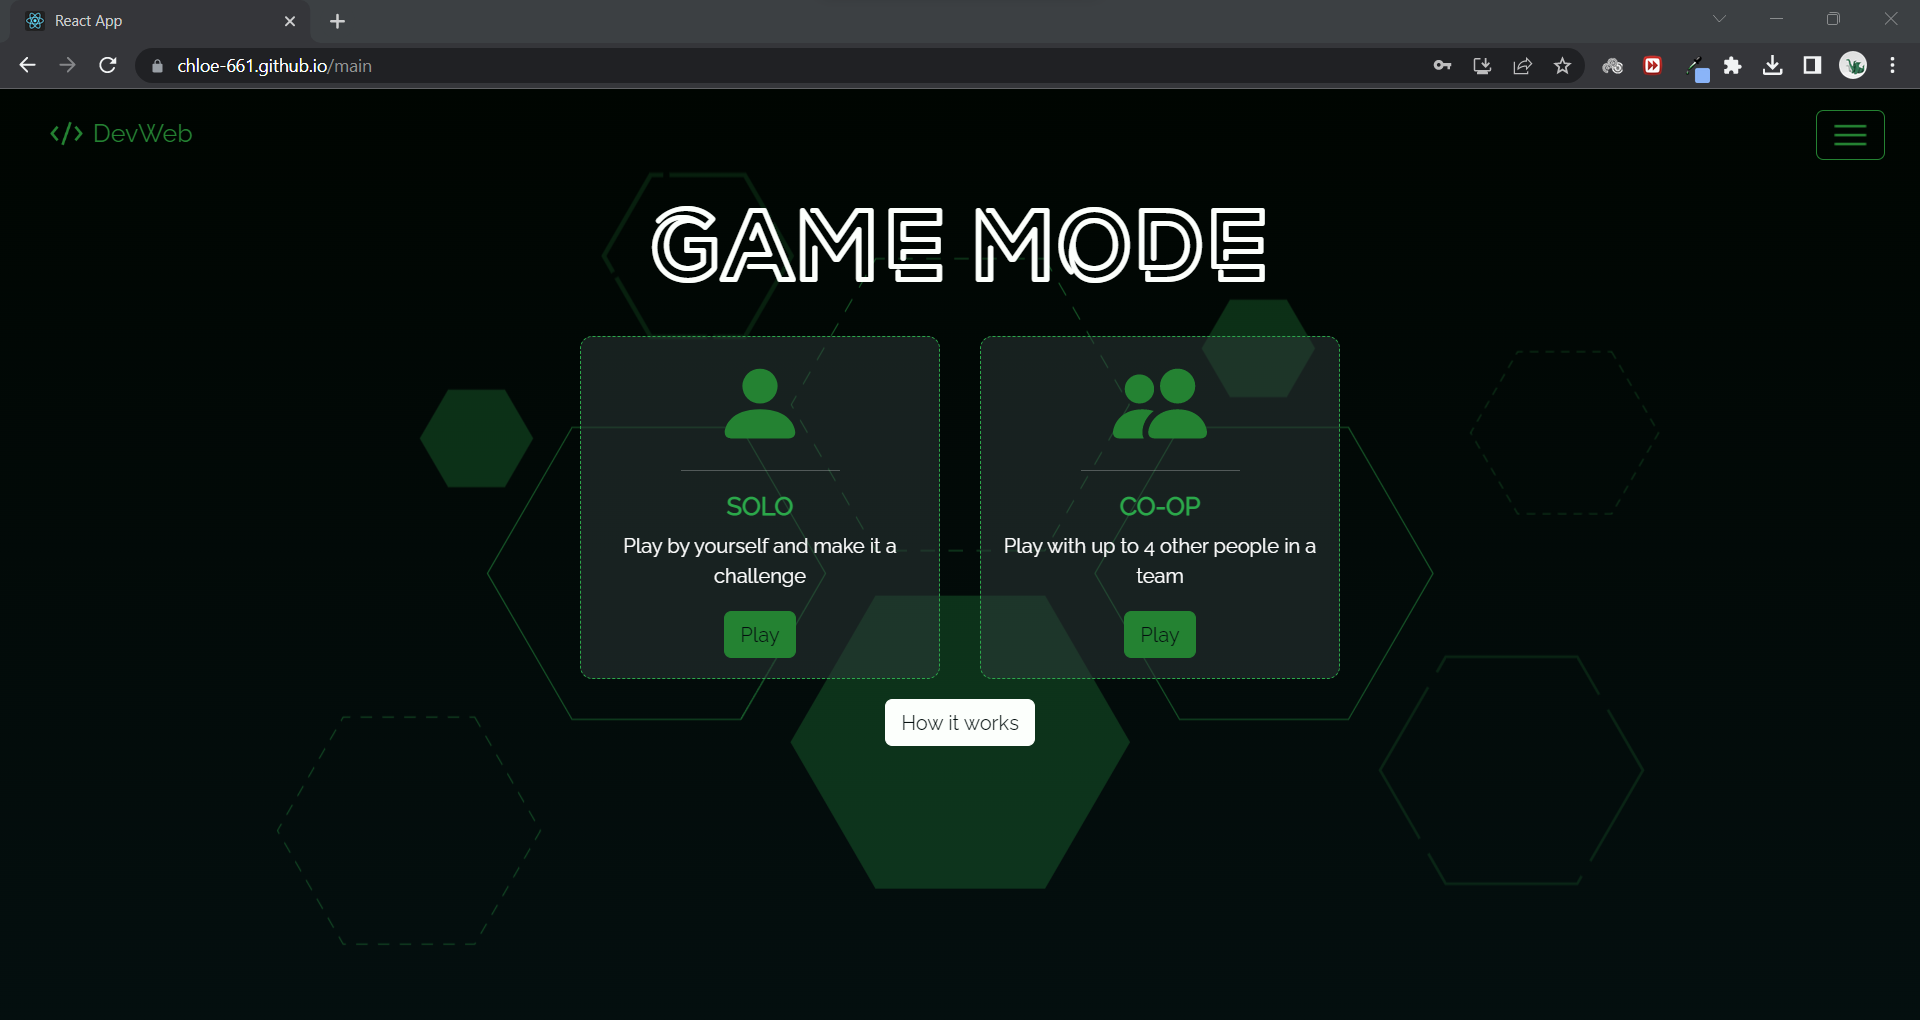 React App
chloe-661.github.io/main
</> DevWeb
GAME MODE
SOLO
Play by yourself and make it a
challenge
Play
CO-OP
Play with up to 4 other people in a
team
Play
How it works